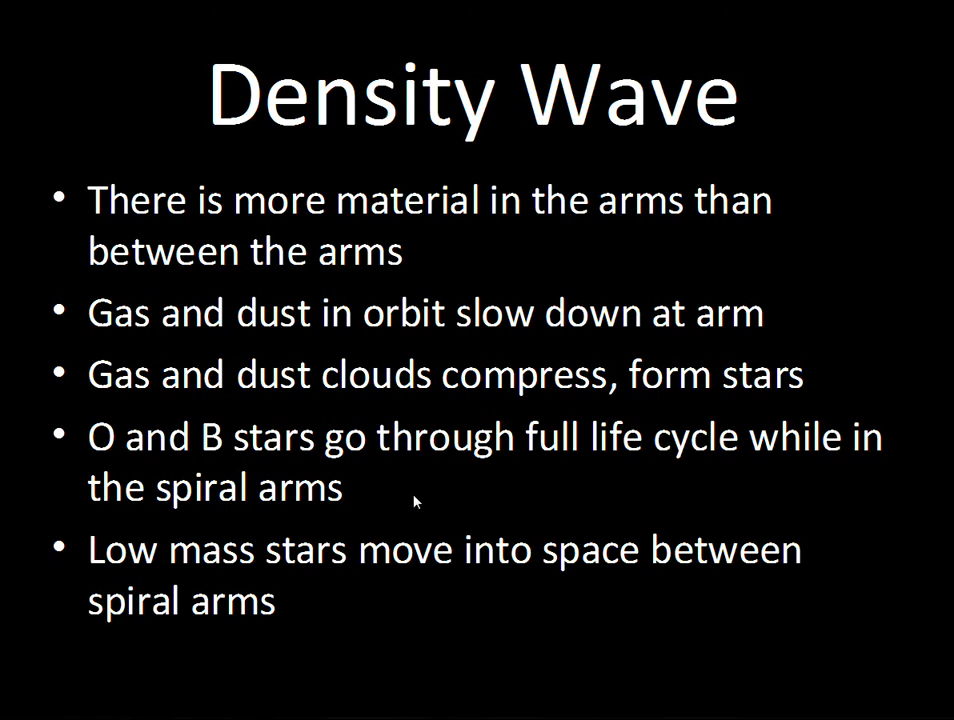 Density Wave
• There is more material in the arms than
between the arms
• Gas and dust in orbit slow down at arm
• Gas and dust clouds compress, form stars
• O and B stars go through full life cycle while in
the spiral arms
• Low mass stars move into space between
spiral arms